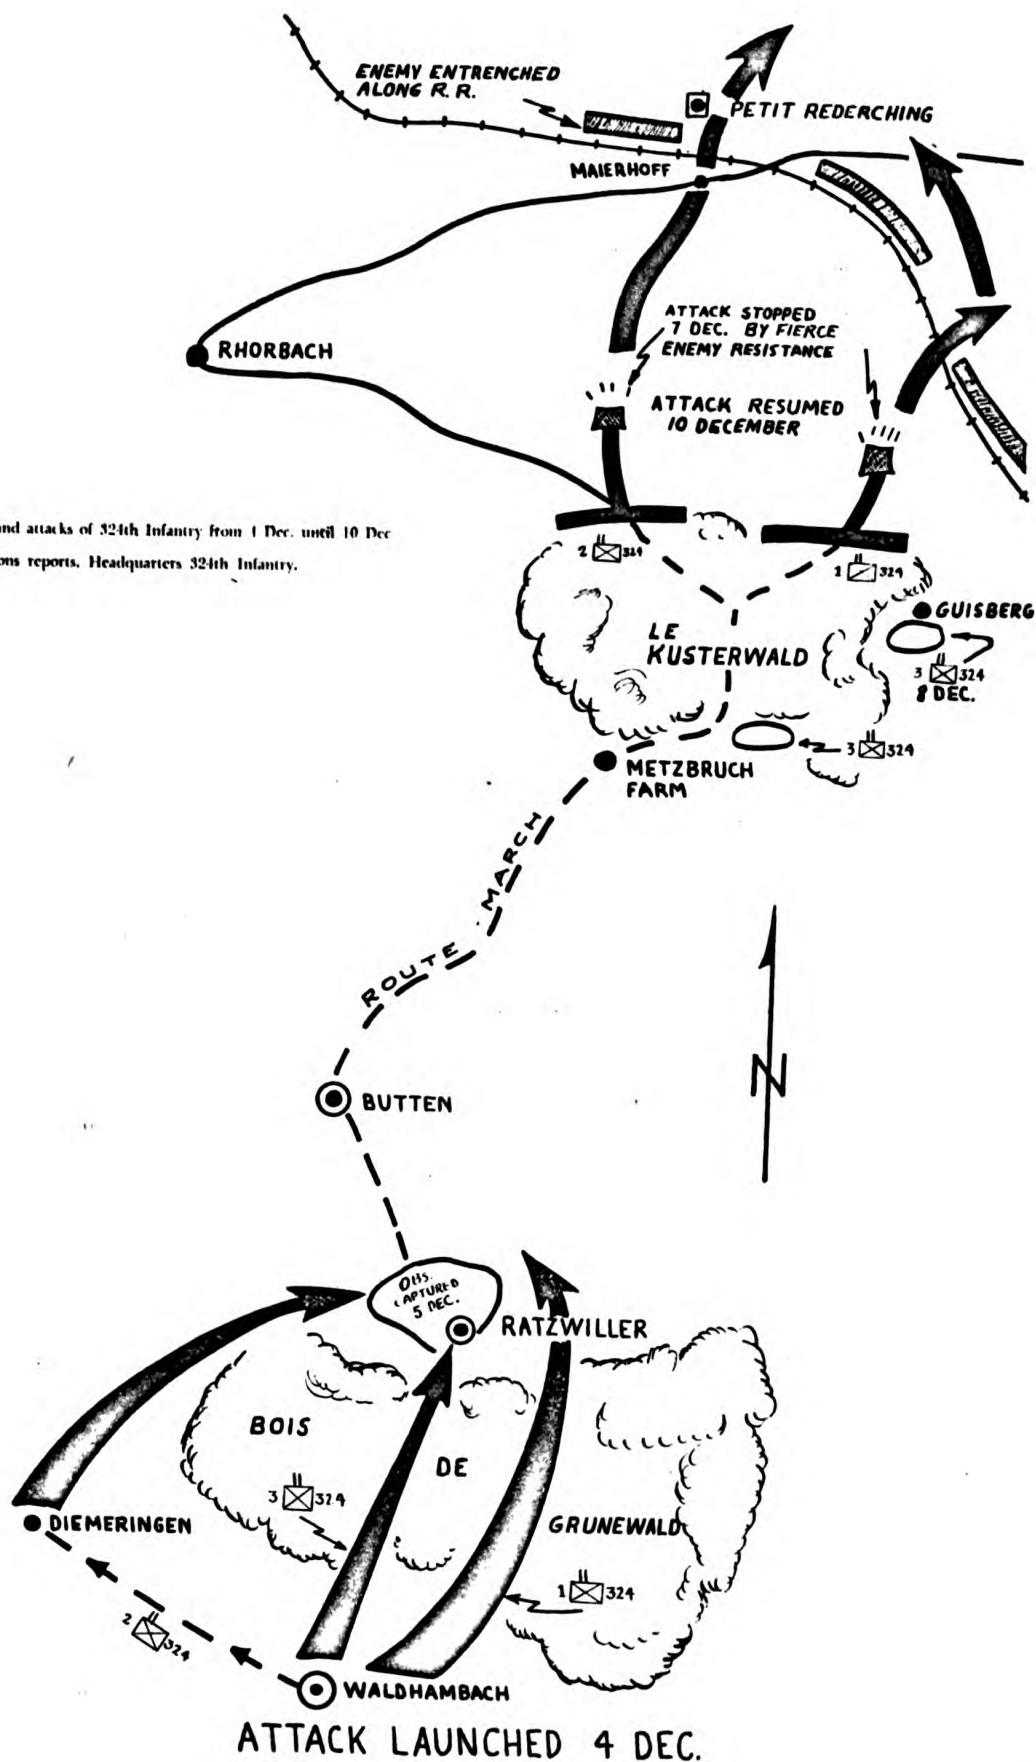 ENEMY ENTRENCHED
ALONG R. R.
PETIT REDERCHING
MAIERHOFF
RHORBACH
ATTACK STOPPED
7 DEC. BY FIERCE
ENEMY RESISTANCE
ATTACK RESUMED
10 DECEMBER
and attacks of 324th Infantry from 1 Dec. until 10 Dec
ons reports, Headquarters 324th Infantry.
2 324
1 324
GUISBERG
LE
KUSTERWALD
3 324
8 DEC.
3 324
METZBRUCH
FARM
ROUTE MARCH
N
BUTTEN
OBS.
CAPTURED
5 DEC.
RATZWILLER
BOIS
DE
3 324
DIEMERINGEN
GRUNEWALD
1 324
2 324
WALDHAMBACH
ATTACK LAUNCHED 4 DEC.